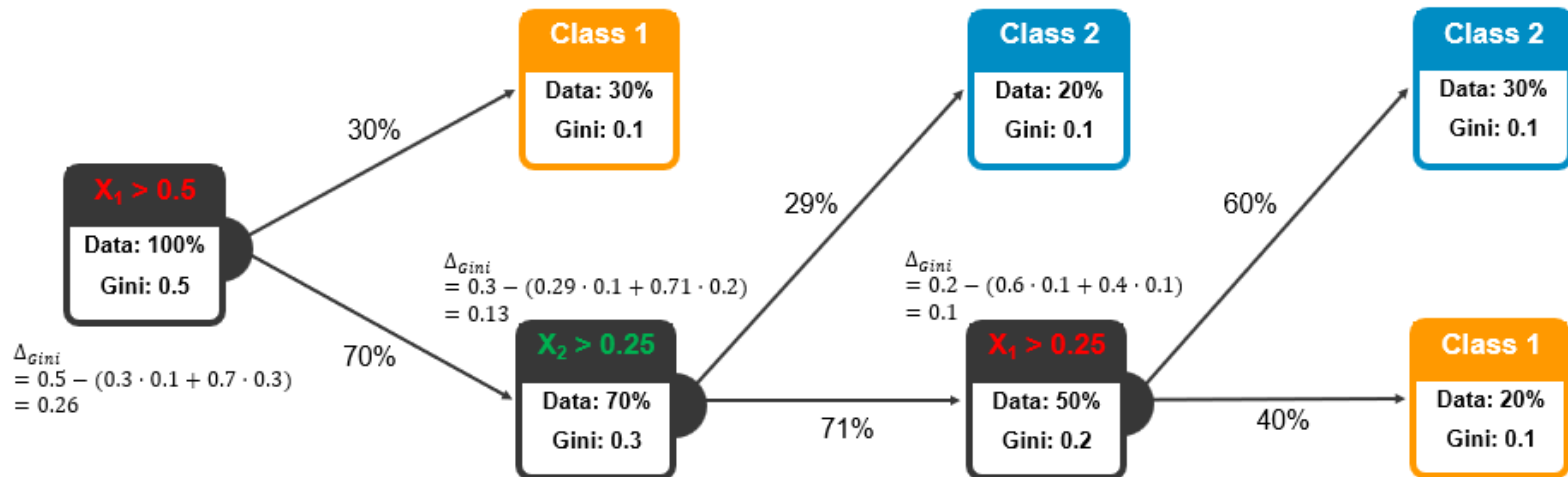 Class 1
Data: 30%
Gini: 0.1
Class 2
Data: 20%
Gini: 0.1
Class 2
Data: 30%
Gini: 0.1
30%
29%
60%
X₁ > 0.5
Data: 100%
Gini: 0.5
Δ_Gini
= 0.5 − (0.3 · 0.1 + 0.7 · 0.3)
= 0.26
70%
Δ_Gini
= 0.3 − (0.29 · 0.1 + 0.71 · 0.2)
= 0.13
X₂ > 0.25
Data: 70%
Gini: 0.3
71%
Δ_Gini
= 0.2 − (0.6 · 0.1 + 0.4 · 0.1)
= 0.1
X₁ > 0.25
Data: 50%
Gini: 0.2
40%
Class 1
Data: 20%
Gini: 0.1